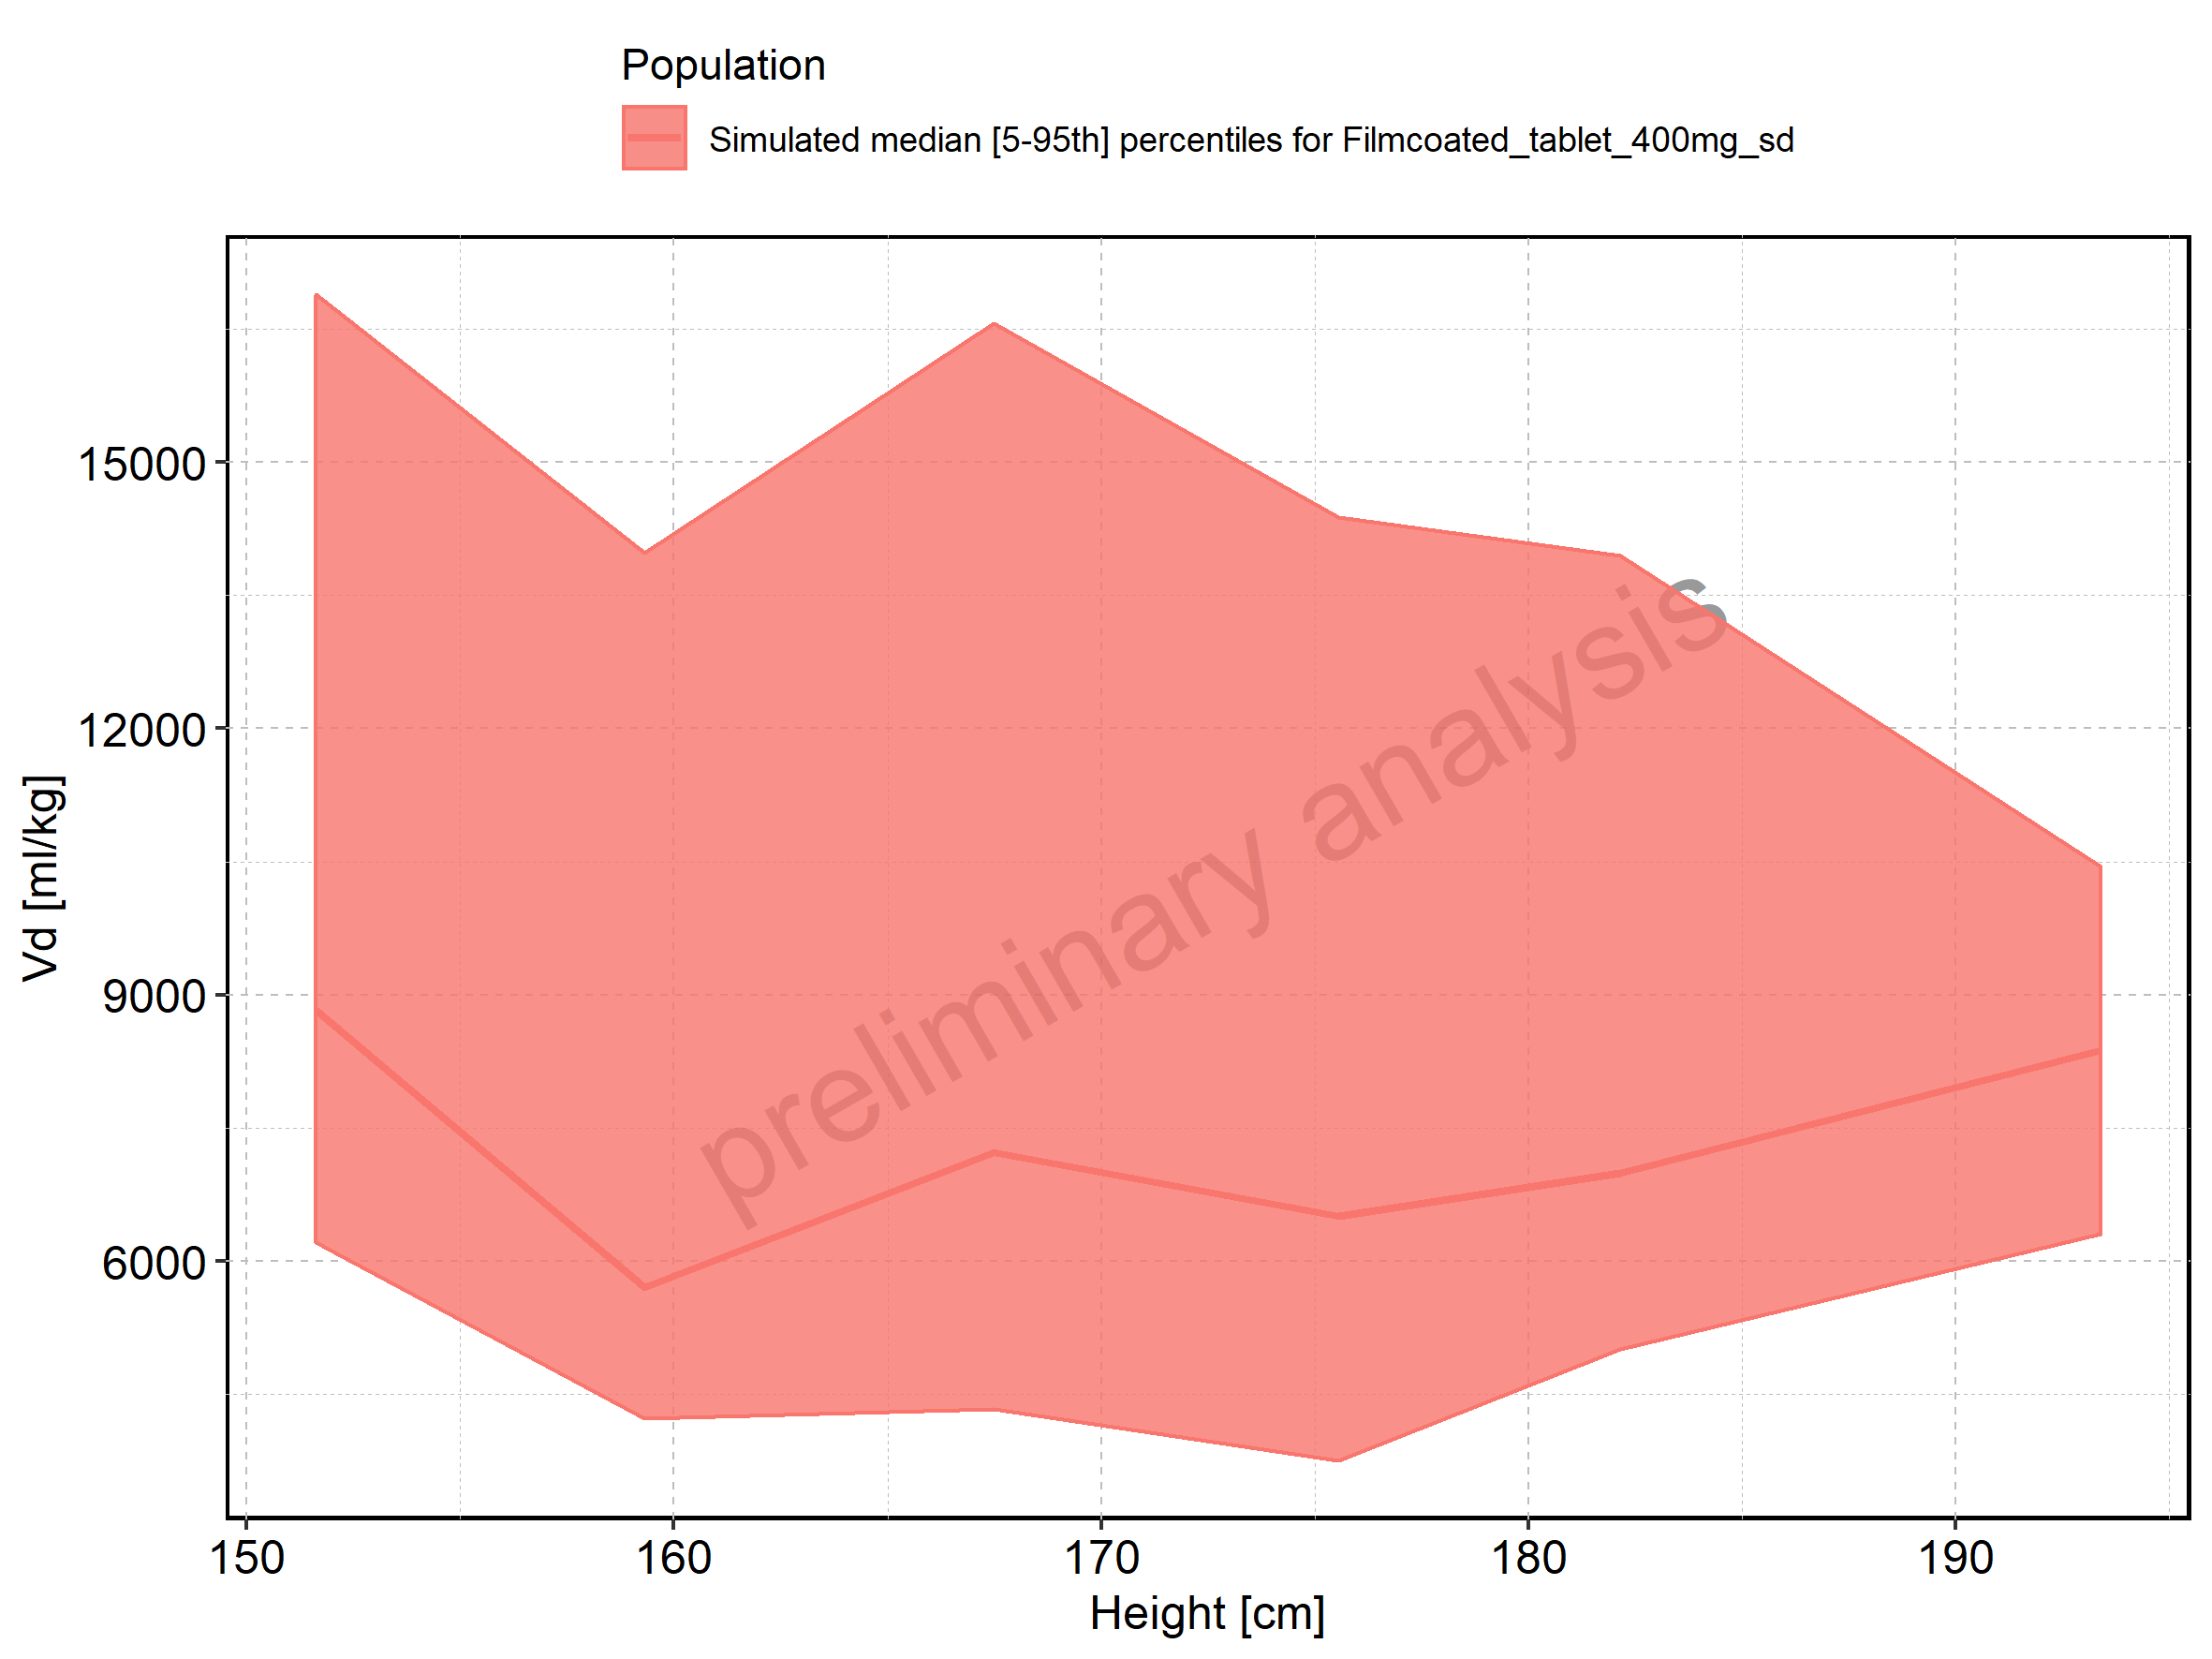 Population
Simulated median [5-95th] percentiles for Filmcoated_tablet_400mg_sd
15000
12000
9000
6000
Vd [ml/kg]
preliminary analysis
150 160 170 180 190
Height [cm]